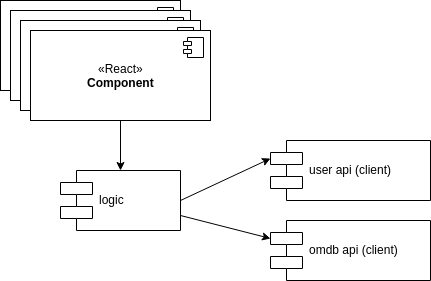 «React»
Component
logic
user api (client)
omdb api (client)